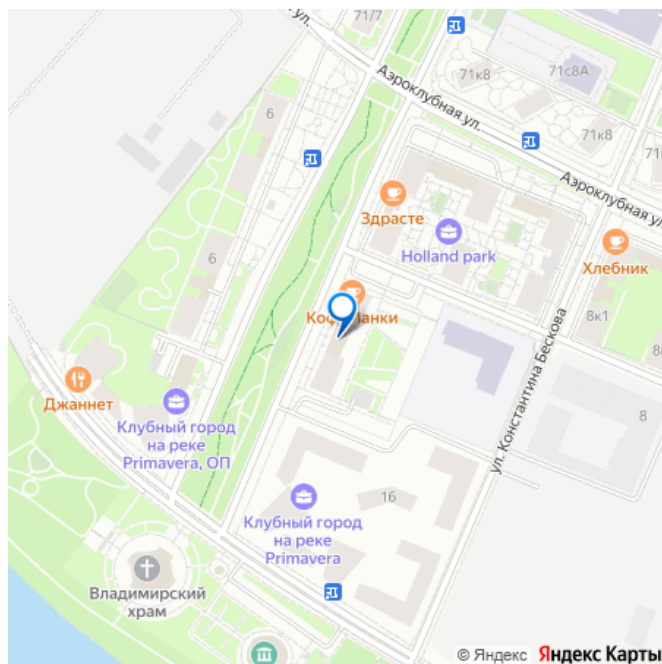 71/7
71к8
71с8А
Аэроклубная ул.
6
71к8
Аэроклубная ул.
Здрасте
Holland park
Хлебник
6
8к1
ул. Константина Бескова
Джаннет
Клубный город
на реке
Primavera, ОП
8
16
Клубный город
на реке
Primavera
Владимирский
храм
© Яндекс Яндекс Карты